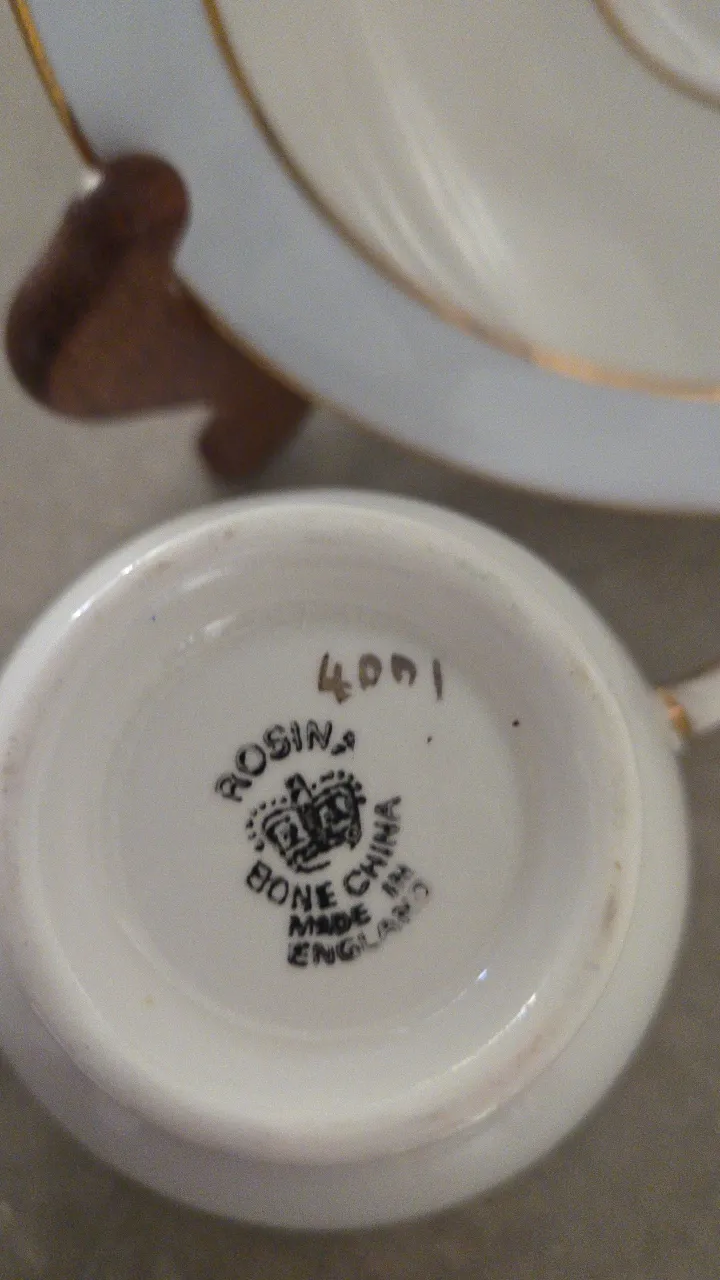 4001
ROSINA
BONE CHINA
MADE IN
ENGLAND